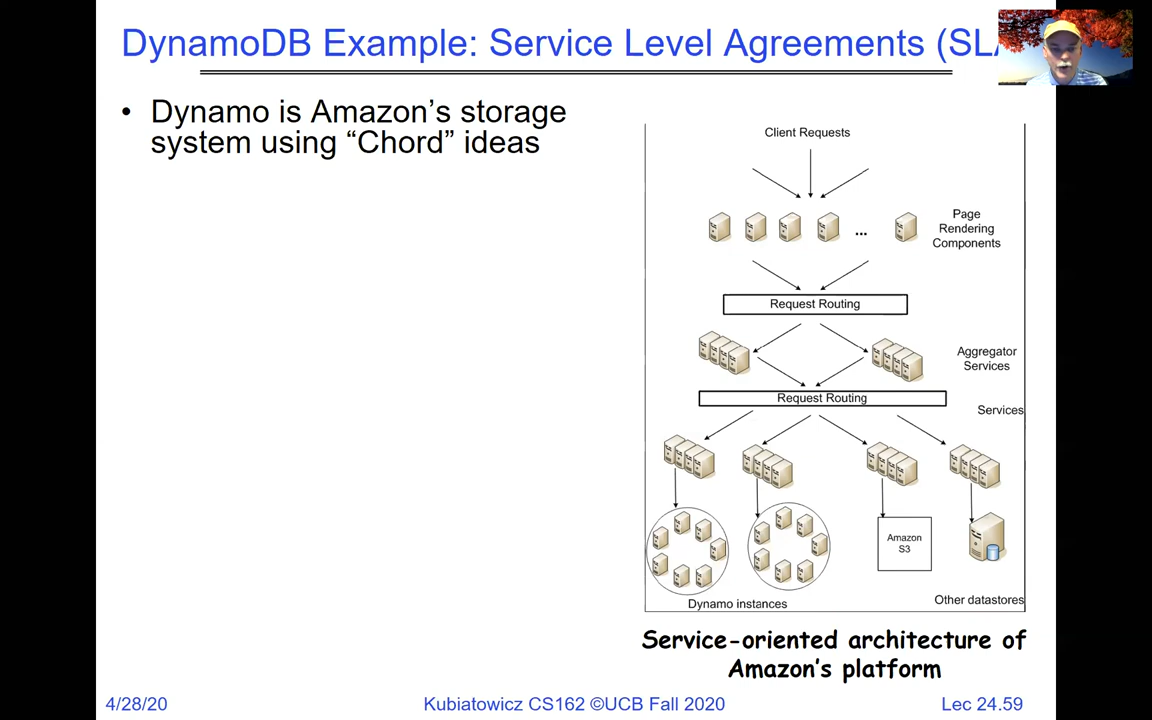 DynamoDB Example: Service Level Agreements (SLA
• Dynamo is Amazon's storage
system using “Chord” ideas
Client Requests
Page
Rendering
Components
...
Request Routing
Aggregator
Services
Request Routing
Services
Amazon
S3
Dynamo instances
Other datastores
Service-oriented architecture of
Amazon's platform
4/28/20
Kubiatowicz CS162 ©UCB Fall 2020
Lec 24.59